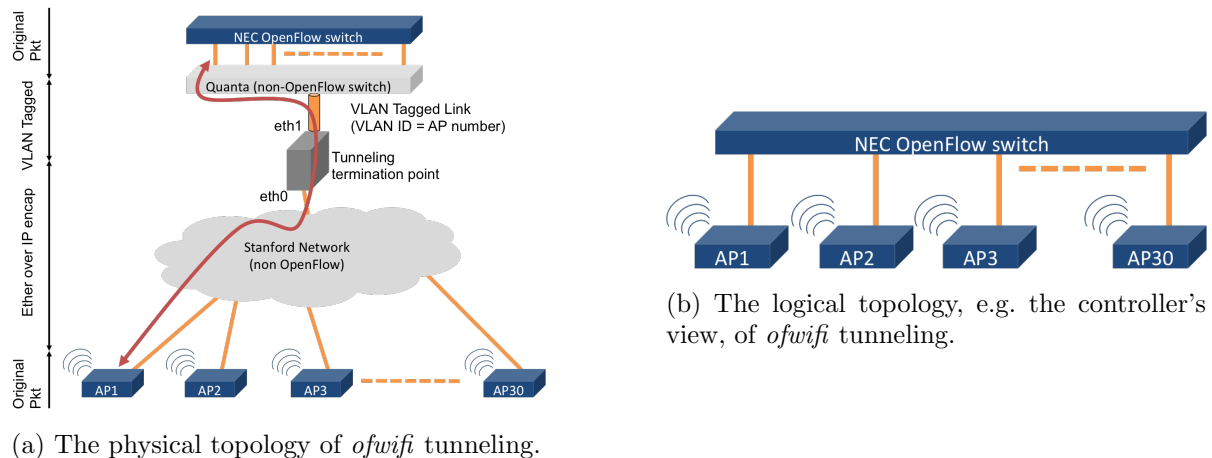 Original
Pkt
VLAN Tagged
Ether over IP encap
Original
Pkt
NEC OpenFlow switch
Quanta (non-OpenFlow switch)
VLAN Tagged Link
(VLAN ID = AP number)
eth1
Tunneling
termination point
eth0
Stanford Network
(non OpenFlow)
AP1
AP2
AP3
AP30
(a) The physical topology of ofwifi tunneling.
NEC OpenFlow switch
AP1
AP2
AP3
AP30
(b) The logical topology, e.g. the controller's
view, of ofwifi tunneling.